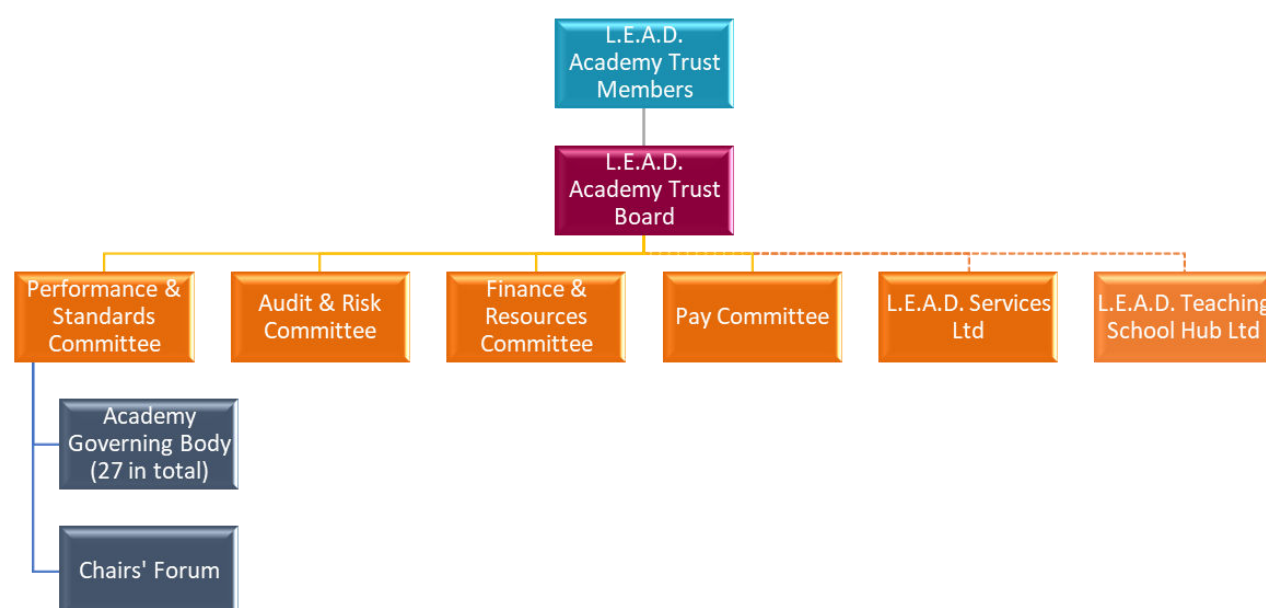 L.E.A.D.
Academy Trust
Members
L.E.A.D.
Academy Trust
Board
Performance &
Standards
Committee
Audit & Risk
Committee
Finance &
Resources
Committee
Pay Committee
L.E.A.D. Services
Ltd
L.E.A.D. Teaching
School Hub Ltd
Academy
Governing Body
(27 in total)
Chairs' Forum